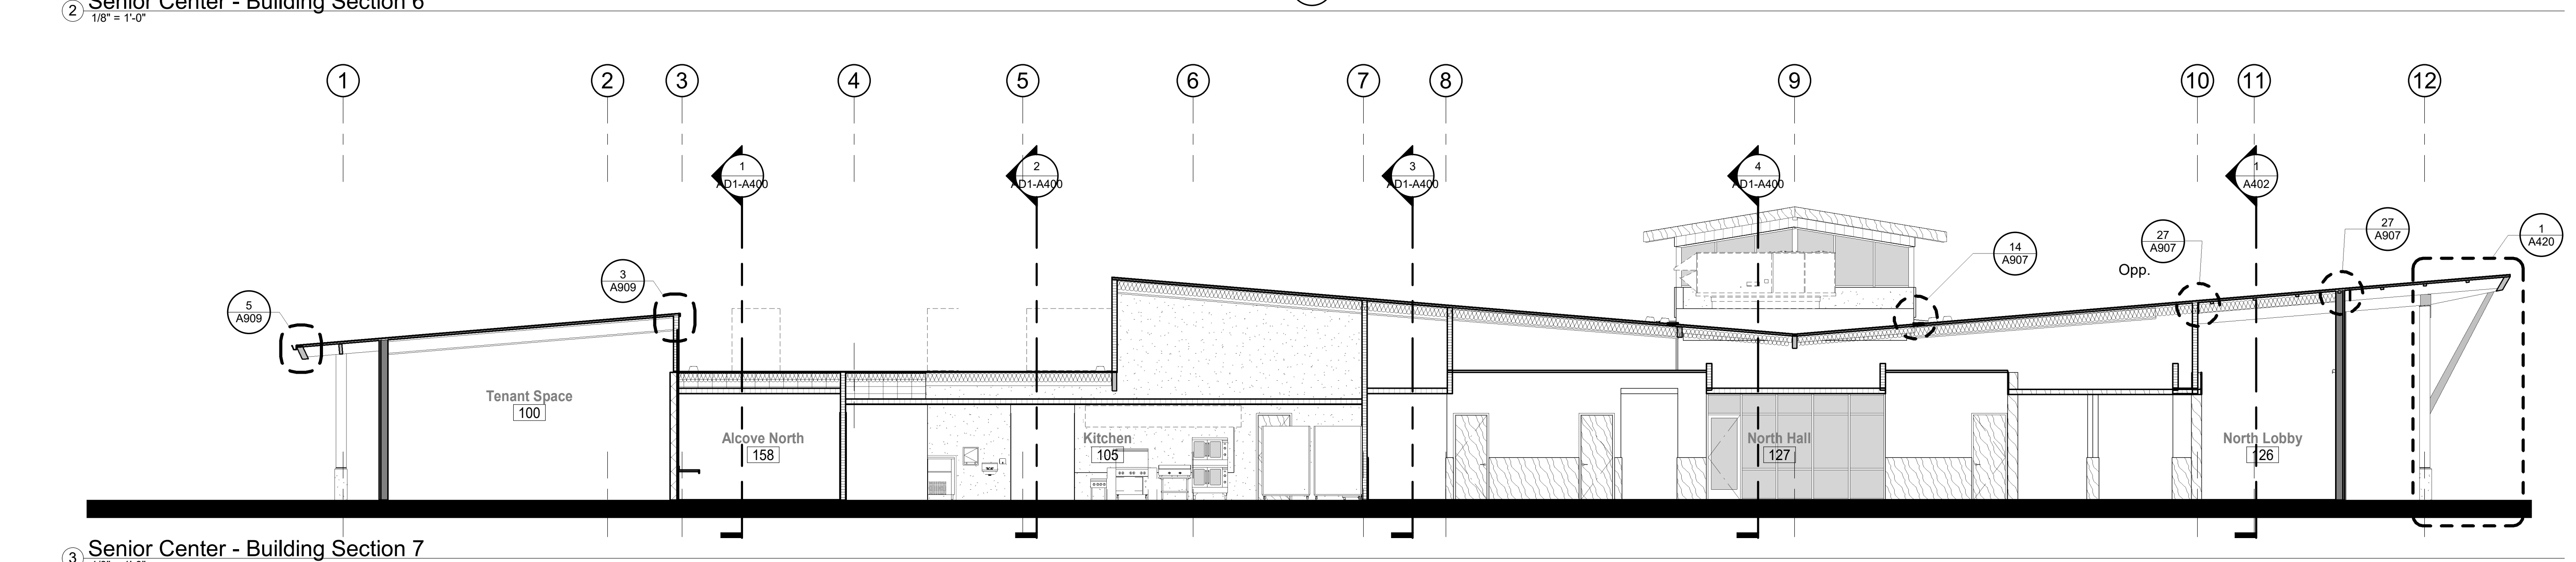 2 Senior Center - Building Section 6
1/8" = 1'-0"
1 2 3 4 5 6 7 8 9 10 11 12
1
AD1-A400
2
AD1-A400
3
AD1-A400
4
AD1-A400
1
A402
5
A909
3
A909
14
A907
Opp.
27
A907
27
A907
1
A420
Tenant Space
100
Alcove North
158
Kitchen
105
North Hall
127
North Lobby
126
3 Senior Center - Building Section 7